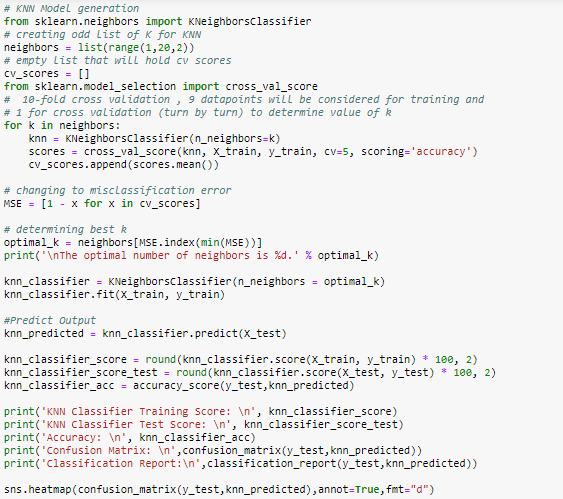 # KNN Model generation
from sklearn.neighbors import KNeighborsClassifier
# creating odd list of K for KNN
neighbors = list(range(1,20,2))
# empty list that will hold cv scores
cv_scores = []
from sklearn.model_selection import cross_val_score
#  10-fold cross validation , 9 datapoints will be considered for training and
# 1 for cross validation (turn by turn) to determine value of k
for k in neighbors:
    knn = KNeighborsClassifier(n_neighbors=k)
    scores = cross_val_score(knn, X_train, y_train, cv=5, scoring='accuracy')
    cv_scores.append(scores.mean())
# changing to misclassification error
MSE = [1 - x for x in cv_scores]
# determining best k
optimal_k = neighbors[MSE.index(min(MSE))]
print('\nThe optimal number of neighbors is %d.' % optimal_k)
knn_classifier = KNeighborsClassifier(n_neighbors = optimal_k)
knn_classifier.fit(X_train, y_train)
#Predict Output
knn_predicted = knn_classifier.predict(X_test)
knn_classifier_score = round(knn_classifier.score(X_train, y_train) * 100, 2)
knn_classifier_score_test = round(knn_classifier.score(X_test, y_test) * 100, 2)
knn_classifier_acc = accuracy_score(y_test,knn_predicted)
print('KNN Classifier Training Score: \n', knn_classifier_score)
print('KNN Classifier Test Score: \n', knn_classifier_score_test)
print('Accuracy: \n', knn_classifier_acc)
print('Confusion Matrix: \n',confusion_matrix(y_test,knn_predicted))
print('Classification Report:\n',classification_report(y_test,knn_predicted))
sns.heatmap(confusion_matrix(y_test,knn_predicted),annot=True,fmt="d")